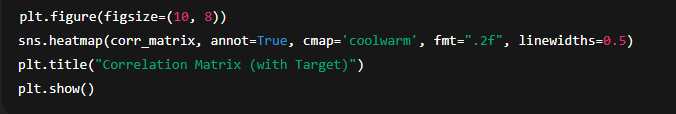 plt.figure(figsize=(10, 8))
sns.heatmap(corr_matrix, annot=True, cmap='coolwarm', fmt=".2f", linewidths=0.5)
plt.title("Correlation Matrix (with Target)")
plt.show()